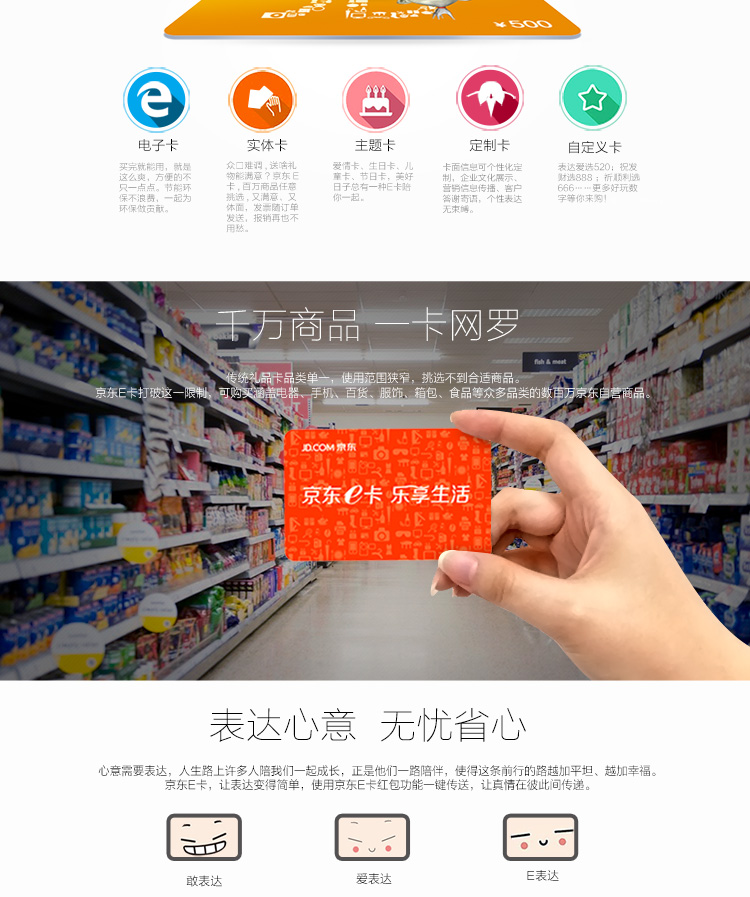 ¥500
电子卡
实体卡
主题卡
定制卡
自定义卡
买完就能用，就是
这么爽，方便的不
只一点点。节能环
保不浪费，一起为
环保做贡献。
众口难调，送啥礼
物能满意？京东E
卡，百万商品任意
挑选，又满意、又
体面，发票随订单
发送，报销再也不
用愁。
爱情卡、生日卡、儿
童卡、节日卡，美好
日子总有一种E卡陪
你一起。
卡面信息可个性化定
制，企业文化展示、
营销信息传播、客户
答谢寄语，个性表达
无束缚。
表达爱选520；祝发
财选888；祈顺利选
666……更多好玩数
字等你来购！
千万商品 一卡网罗
fish & meat
传统礼品卡品类单一，使用范围狭窄，挑选不到合适商品。
京东E卡打破这一限制，可购买涵盖电器、手机、百货、服饰、箱包、食品等众多品类的数百万京东自营商品。
JD.COM 京东
京东e卡 乐享生活
表达心意 无忧省心
心意需要表达，人生路上许多人陪我们一起成长，正是他们一路陪伴，使得这条前行的路越加平坦、越加幸福。
京东E卡，让表达变得简单，使用京东E卡红包功能一键传送，让真情在彼此间传递。
敢表达
爱表达
E表达